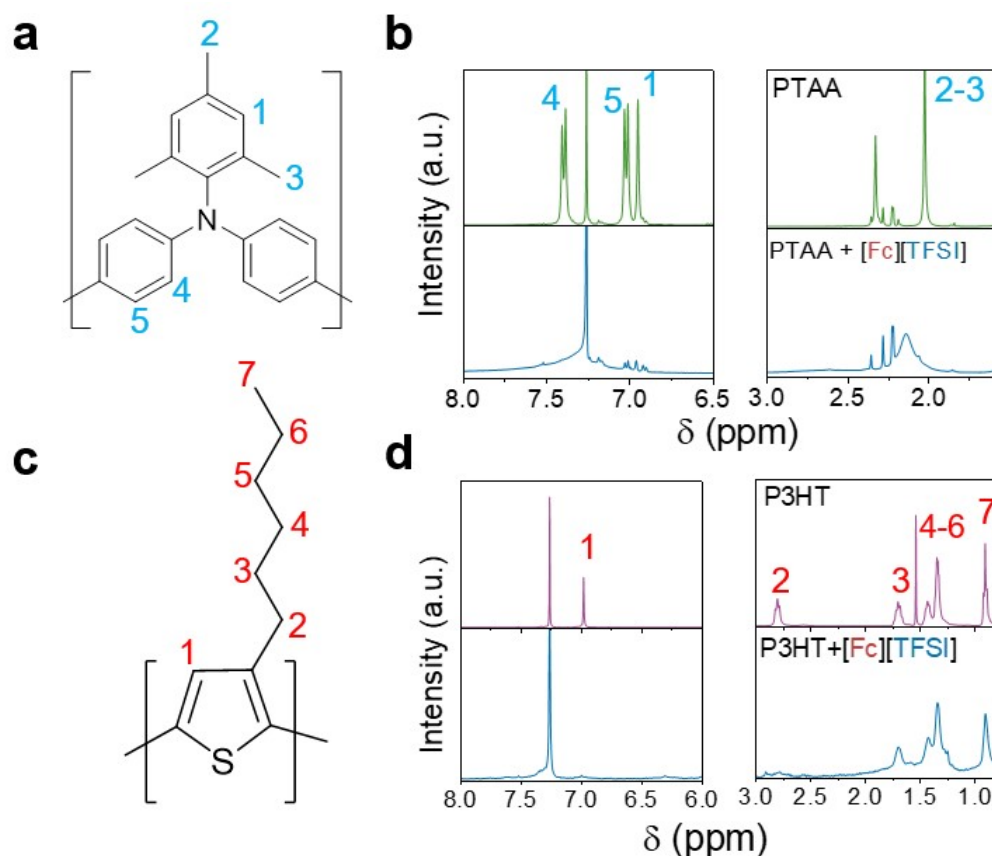 a
2
1
3
N
4
5
b
4
5
1
PTAA
2-3
PTAA + [Fc][TFSI]
Intensity (a.u.)
8.0 7.5 7.0 6.5
3.0 2.5 2.0
δ (ppm)
c
7
6
5
4
3
2
1
S
d
1
P3HT
2
3
4-6
7
P3HT+[Fc][TFSI]
Intensity (a.u.)
8.0 7.5 7.0 6.5 6.0
3.0 2.5 2.0 1.5 1.0
δ (ppm)